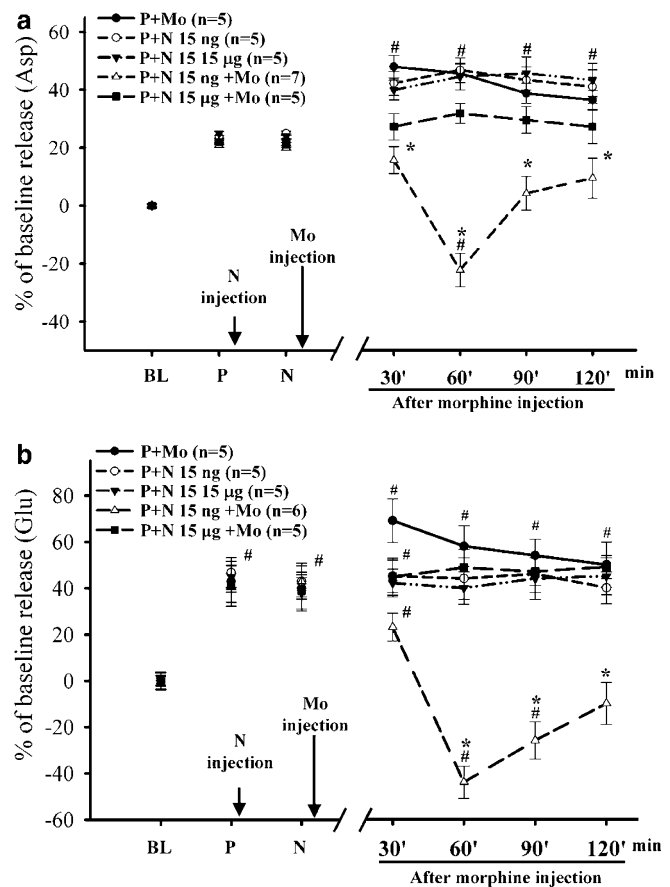 a
P+Mo (n=5)
P+N 15 ng (n=5)
P+N 15 15 µg (n=5)
P+N 15 ng +Mo (n=7)
P+N 15 µg +Mo (n=5)
% of baseline release (Asp)
60
40
20
0
-20
-40
# # # #
*
*
*
*
#
N
injection
Mo
injection
BL P N 30' 60' 90' 120' min
After morphine injection
b
P+Mo (n=5)
P+N 15 ng (n=5)
P+N 15 15 µg (n=5)
P+N 15 ng +Mo (n=6)
P+N 15 µg +Mo (n=5)
% of baseline release (Glu)
80
60
40
20
0
-20
-40
-60
# #
# # # #
#
#
*
#
*
#
*
N
injection
Mo
injection
BL P N 30' 60' 90' 120' min
After morphine injection